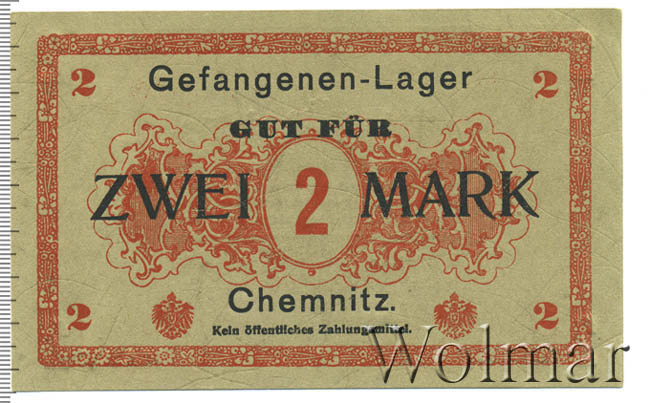 2 Gefangenen-Lager 2
GUT FÜR
ZWEI 2 MARK
Chemnitz.
2 Kein öffentliches Zahlungsmittel. 2
Wolmar